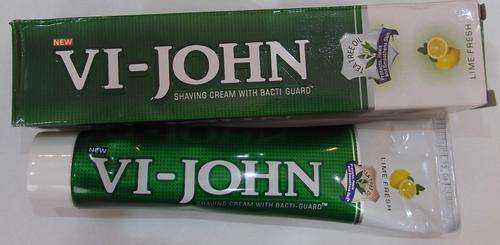 NEW
VI-JOHN
SHAVING CREAM WITH BACTI GUARD™
TEA TREE OIL
LIME FRESH
NEW
VI-JOHN
SHAVING CREAM WITH BACTI-GUARD™
LIME FRESH